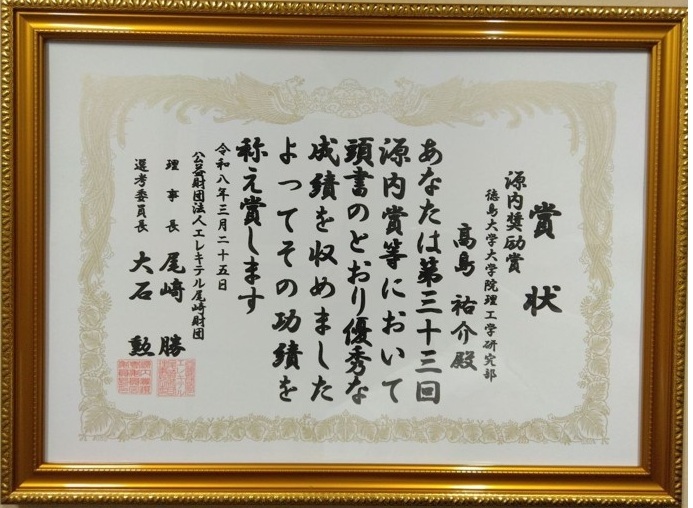 賞状
源内奨励賞
徳島大学大学院理工学研究部
髙島祐介殿
あなたは第三十三回
源内賞等において
頭書のとおり優秀な
成績を収めました
よってその功績を
称え賞します
令和八年三月二十五日
公益財団法人エレキテル尾崎財団
理事長 尾﨑勝
選考委員長 大石勲